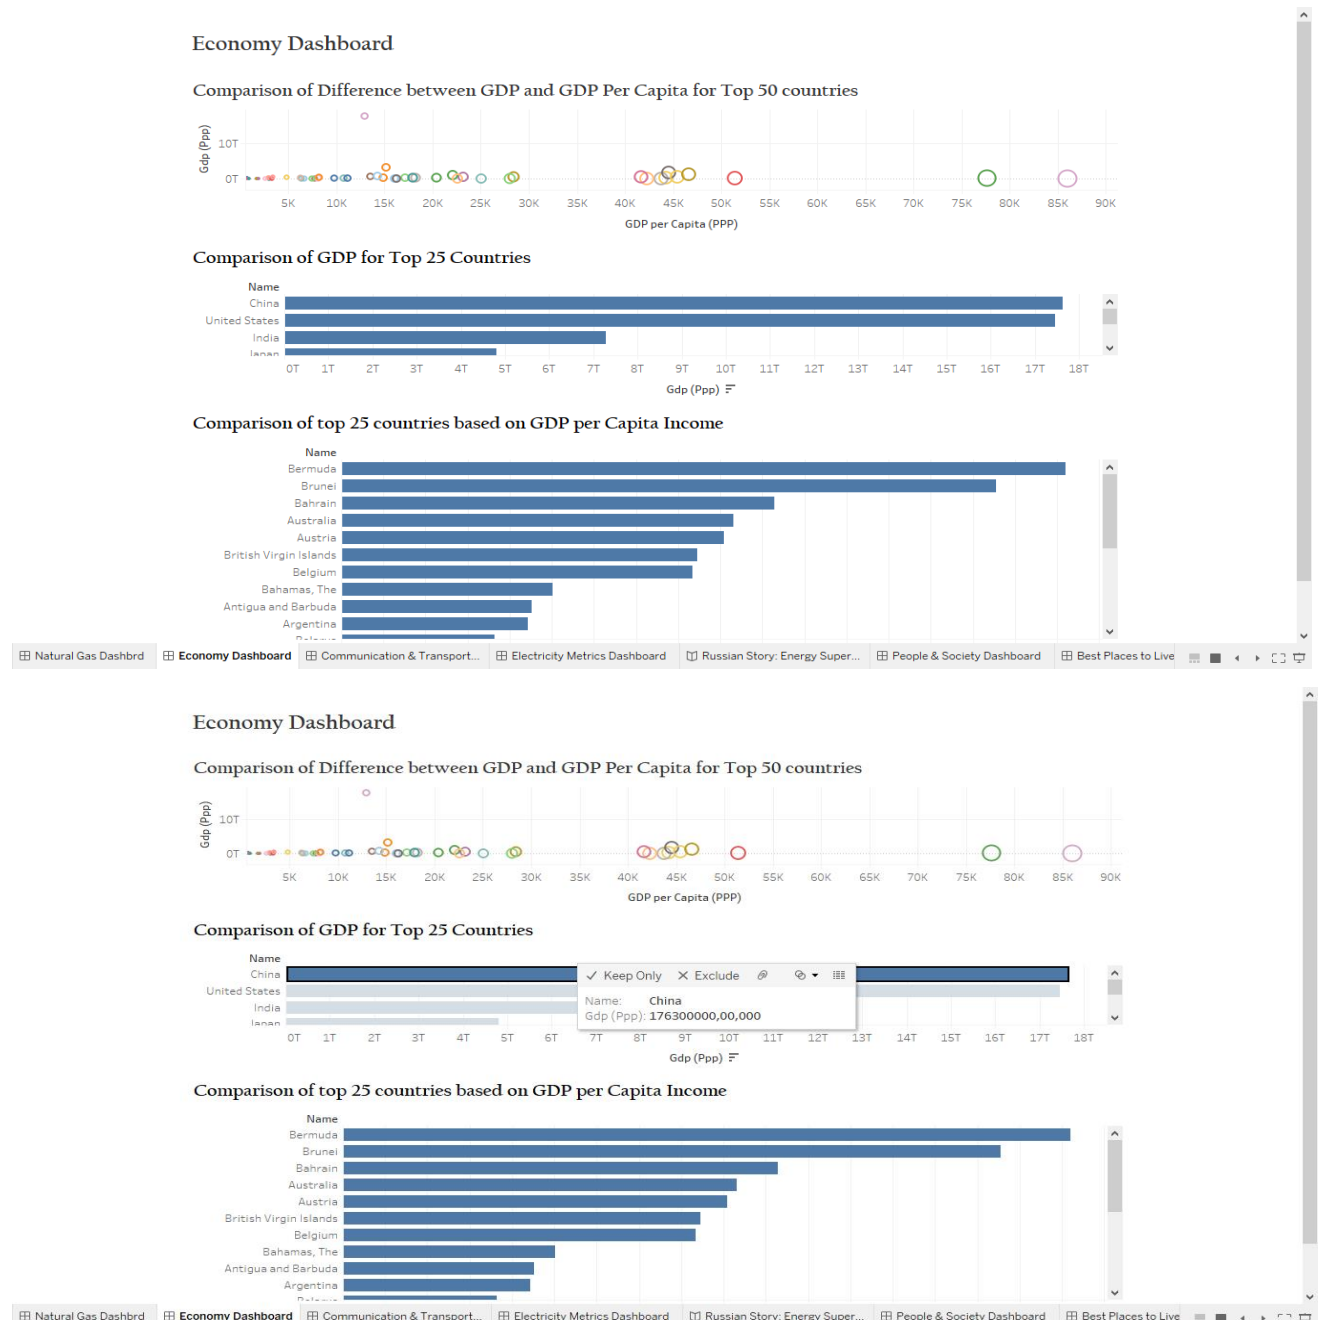 Economy Dashboard
Comparison of Difference between GDP and GDP Per Capita for Top 50 countries
Gdp (Ppp)
10T
0T
5K 10K 15K 20K 25K 30K 35K 40K 45K 50K 55K 60K 65K 70K 75K 80K 85K 90K
GDP per Capita (PPP)
Comparison of GDP for Top 25 Countries
Name
China
United States
India
Japan
0T 1T 2T 3T 4T 5T 6T 7T 8T 9T 10T 11T 12T 13T 14T 15T 16T 17T 18T
Gdp (Ppp)
Comparison of top 25 countries based on GDP per Capita Income
Name
Bermuda
Brunei
Bahrain
Australia
Austria
British Virgin Islands
Belgium
Bahamas, The
Antigua and Barbuda
Argentina
Belarus
Natural Gas Dashbrd Economy Dashboard Communication & Transport... Electricity Metrics Dashboard Russian Story: Energy Super... People & Society Dashboard Best Places to Live
Economy Dashboard
Comparison of Difference between GDP and GDP Per Capita for Top 50 countries
Gdp (Ppp)
10T
0T
5K 10K 15K 20K 25K 30K 35K 40K 45K 50K 55K 60K 65K 70K 75K 80K 85K 90K
GDP per Capita (PPP)
Comparison of GDP for Top 25 Countries
Name
China
Keep Only Exclude
United States
Name: China
India
Gdp (Ppp): 176300000,00,000
Japan
0T 1T 2T 3T 4T 5T 6T 7T 8T 9T 10T 11T 12T 13T 14T 15T 16T 17T 18T
Gdp (Ppp)
Comparison of top 25 countries based on GDP per Capita Income
Name
Bermuda
Brunei
Bahrain
Australia
Austria
British Virgin Islands
Belgium
Bahamas, The
Antigua and Barbuda
Argentina
Belarus
Natural Gas Dashbrd Economy Dashboard Communication & Transport... Electricity Metrics Dashboard Russian Story: Energy Super... People & Society Dashboard Best Places to Live